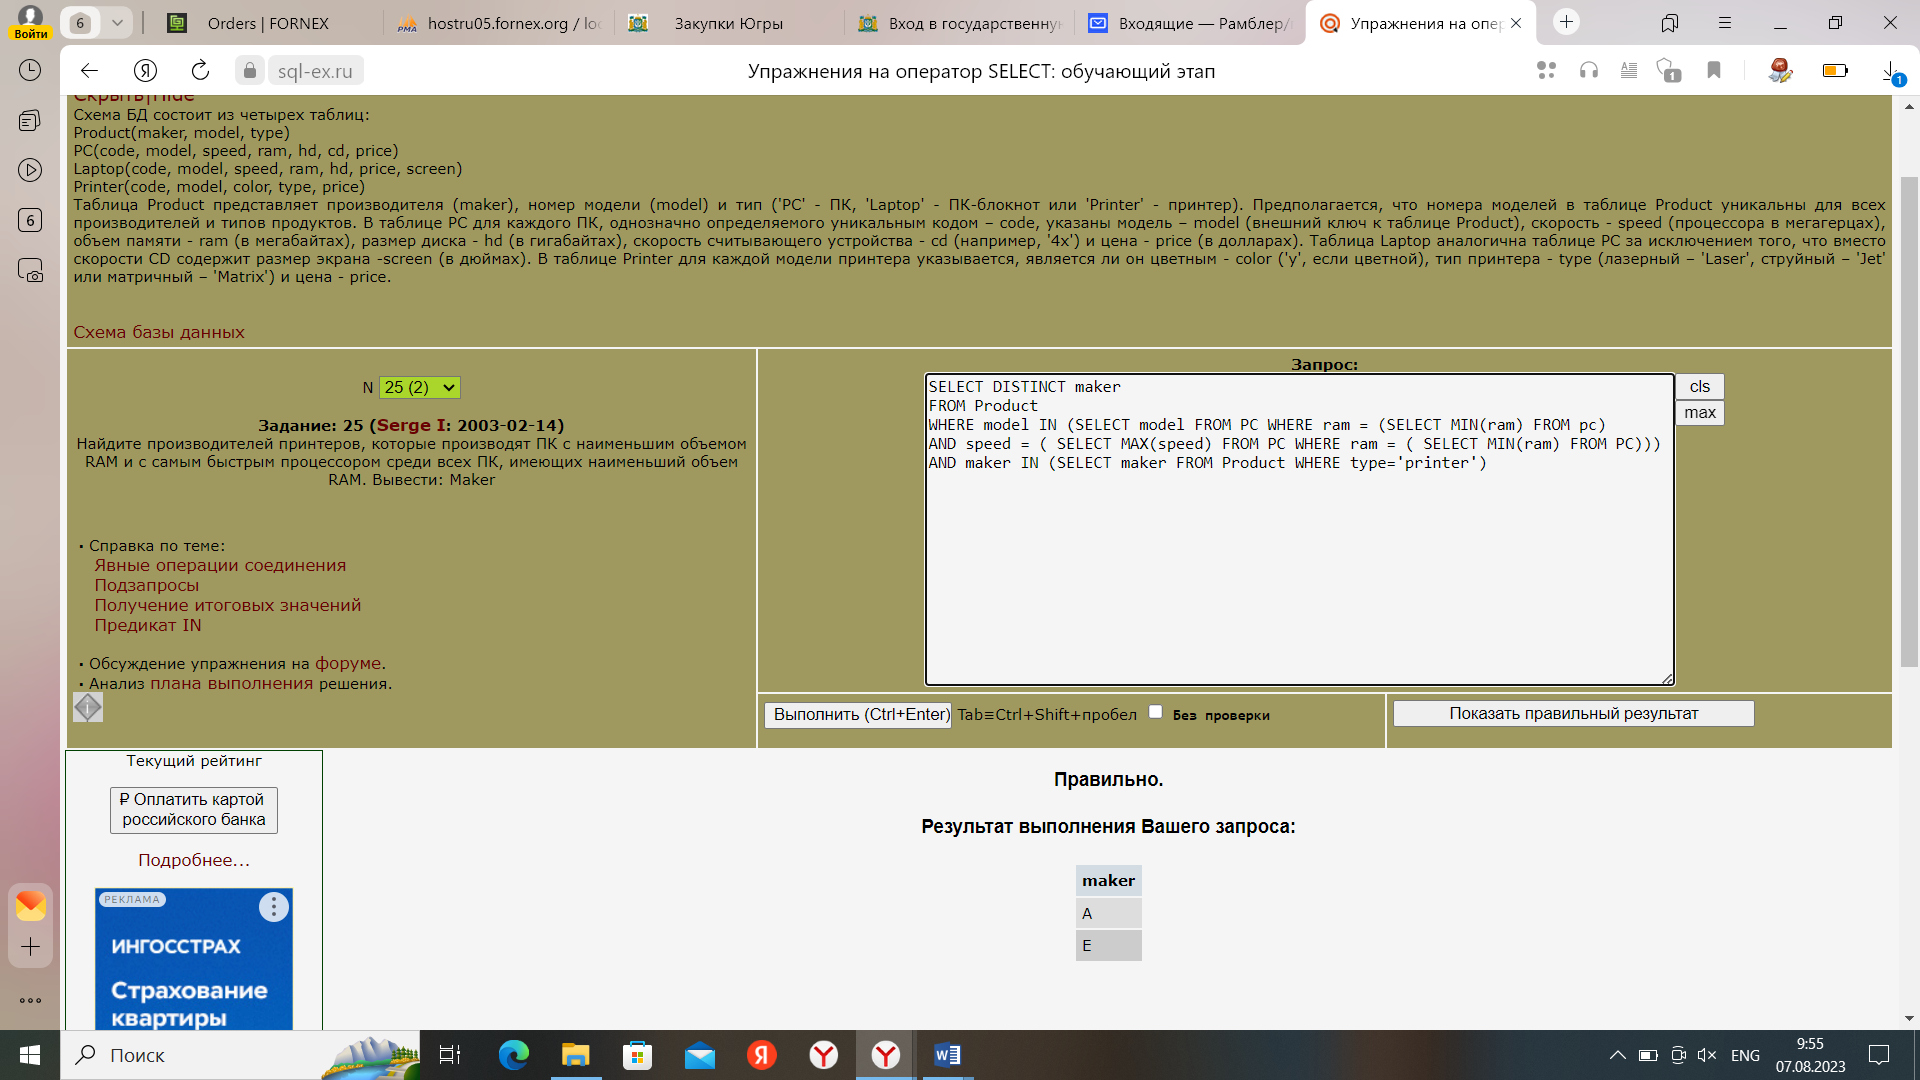 Войти
6
Orders | FORNEX
PMA
hostru05.fornex.org / loc
Закупки Югры
Вход в государственную
Входящие — Рамблер/
Упражнения на опер
Я
sql-ex.ru
Упражнения на оператор SELECT: обучающий этап
1
1
6
Скрыть|Hide
Схема БД состоит из четырех таблиц:
Product(maker, model, type)
PC(code, model, speed, ram, hd, cd, price)
Laptop(code, model, speed, ram, hd, price, screen)
Printer(code, model, color, type, price)
Таблица Product представляет производителя (maker), номер модели (model) и тип ('PC' - ПК, 'Laptop' - ПК-блокнот или 'Printer' - принтер). Предполагается, что номера моделей в таблице Product уникальны для всех
производителей и типов продуктов. В таблице PC для каждого ПК, однозначно определяемого уникальным кодом – code, указаны модель – model (внешний ключ к таблице Product), скорость - speed (процессора в мегагерцах),
объем памяти - ram (в мегабайтах), размер диска - hd (в гигабайтах), скорость считывающего устройства - cd (например, '4x') и цена - price (в долларах). Таблица Laptop аналогична таблице РС за исключением того, что вместо
скорости CD содержит размер экрана -screen (в дюймах). В таблице Printer для каждой модели принтера указывается, является ли он цветным - color ('y', если цветной), тип принтера - type (лазерный – 'Laser', струйный – 'Jet'
или матричный – 'Matrix') и цена - price.
Схема базы данных
N 25 (2)
Задание: 25 (Serge I: 2003-02-14)
Найдите производителей принтеров, которые производят ПК с наименьшим объемом
RAM и с самым быстрым процессором среди всех ПК, имеющих наименьший объем
RAM. Вывести: Maker
• Справка по теме:
Явные операции соединения
Подзапросы
Получение итоговых значений
Предикат IN
• Обсуждение упражнения на форуме.
• Анализ плана выполнения решения.
i
Запрос:
SELECT DISTINCT maker
FROM Product
WHERE model IN (SELECT model FROM PC WHERE ram = (SELECT MIN(ram) FROM pc)
AND speed = ( SELECT MAX(speed) FROM PC WHERE ram = ( SELECT MIN(ram) FROM PC)))
AND maker IN (SELECT maker FROM Product WHERE type='printer')
cls
max
Выполнить (Ctrl+Enter) Tab≡Ctrl+Shift+пробел Без проверки
Показать правильный результат
Текущий рейтинг
₽ Оплатить картой
российского банка
Подробнее...
РЕКЛАМА
ИНГОССТРАХ
Страхование
квартиры
Правильно.
Результат выполнения Вашего запроса:
maker
A
E
Поиск
Я
Y
Y
W
ENG
9:55
07.08.2023